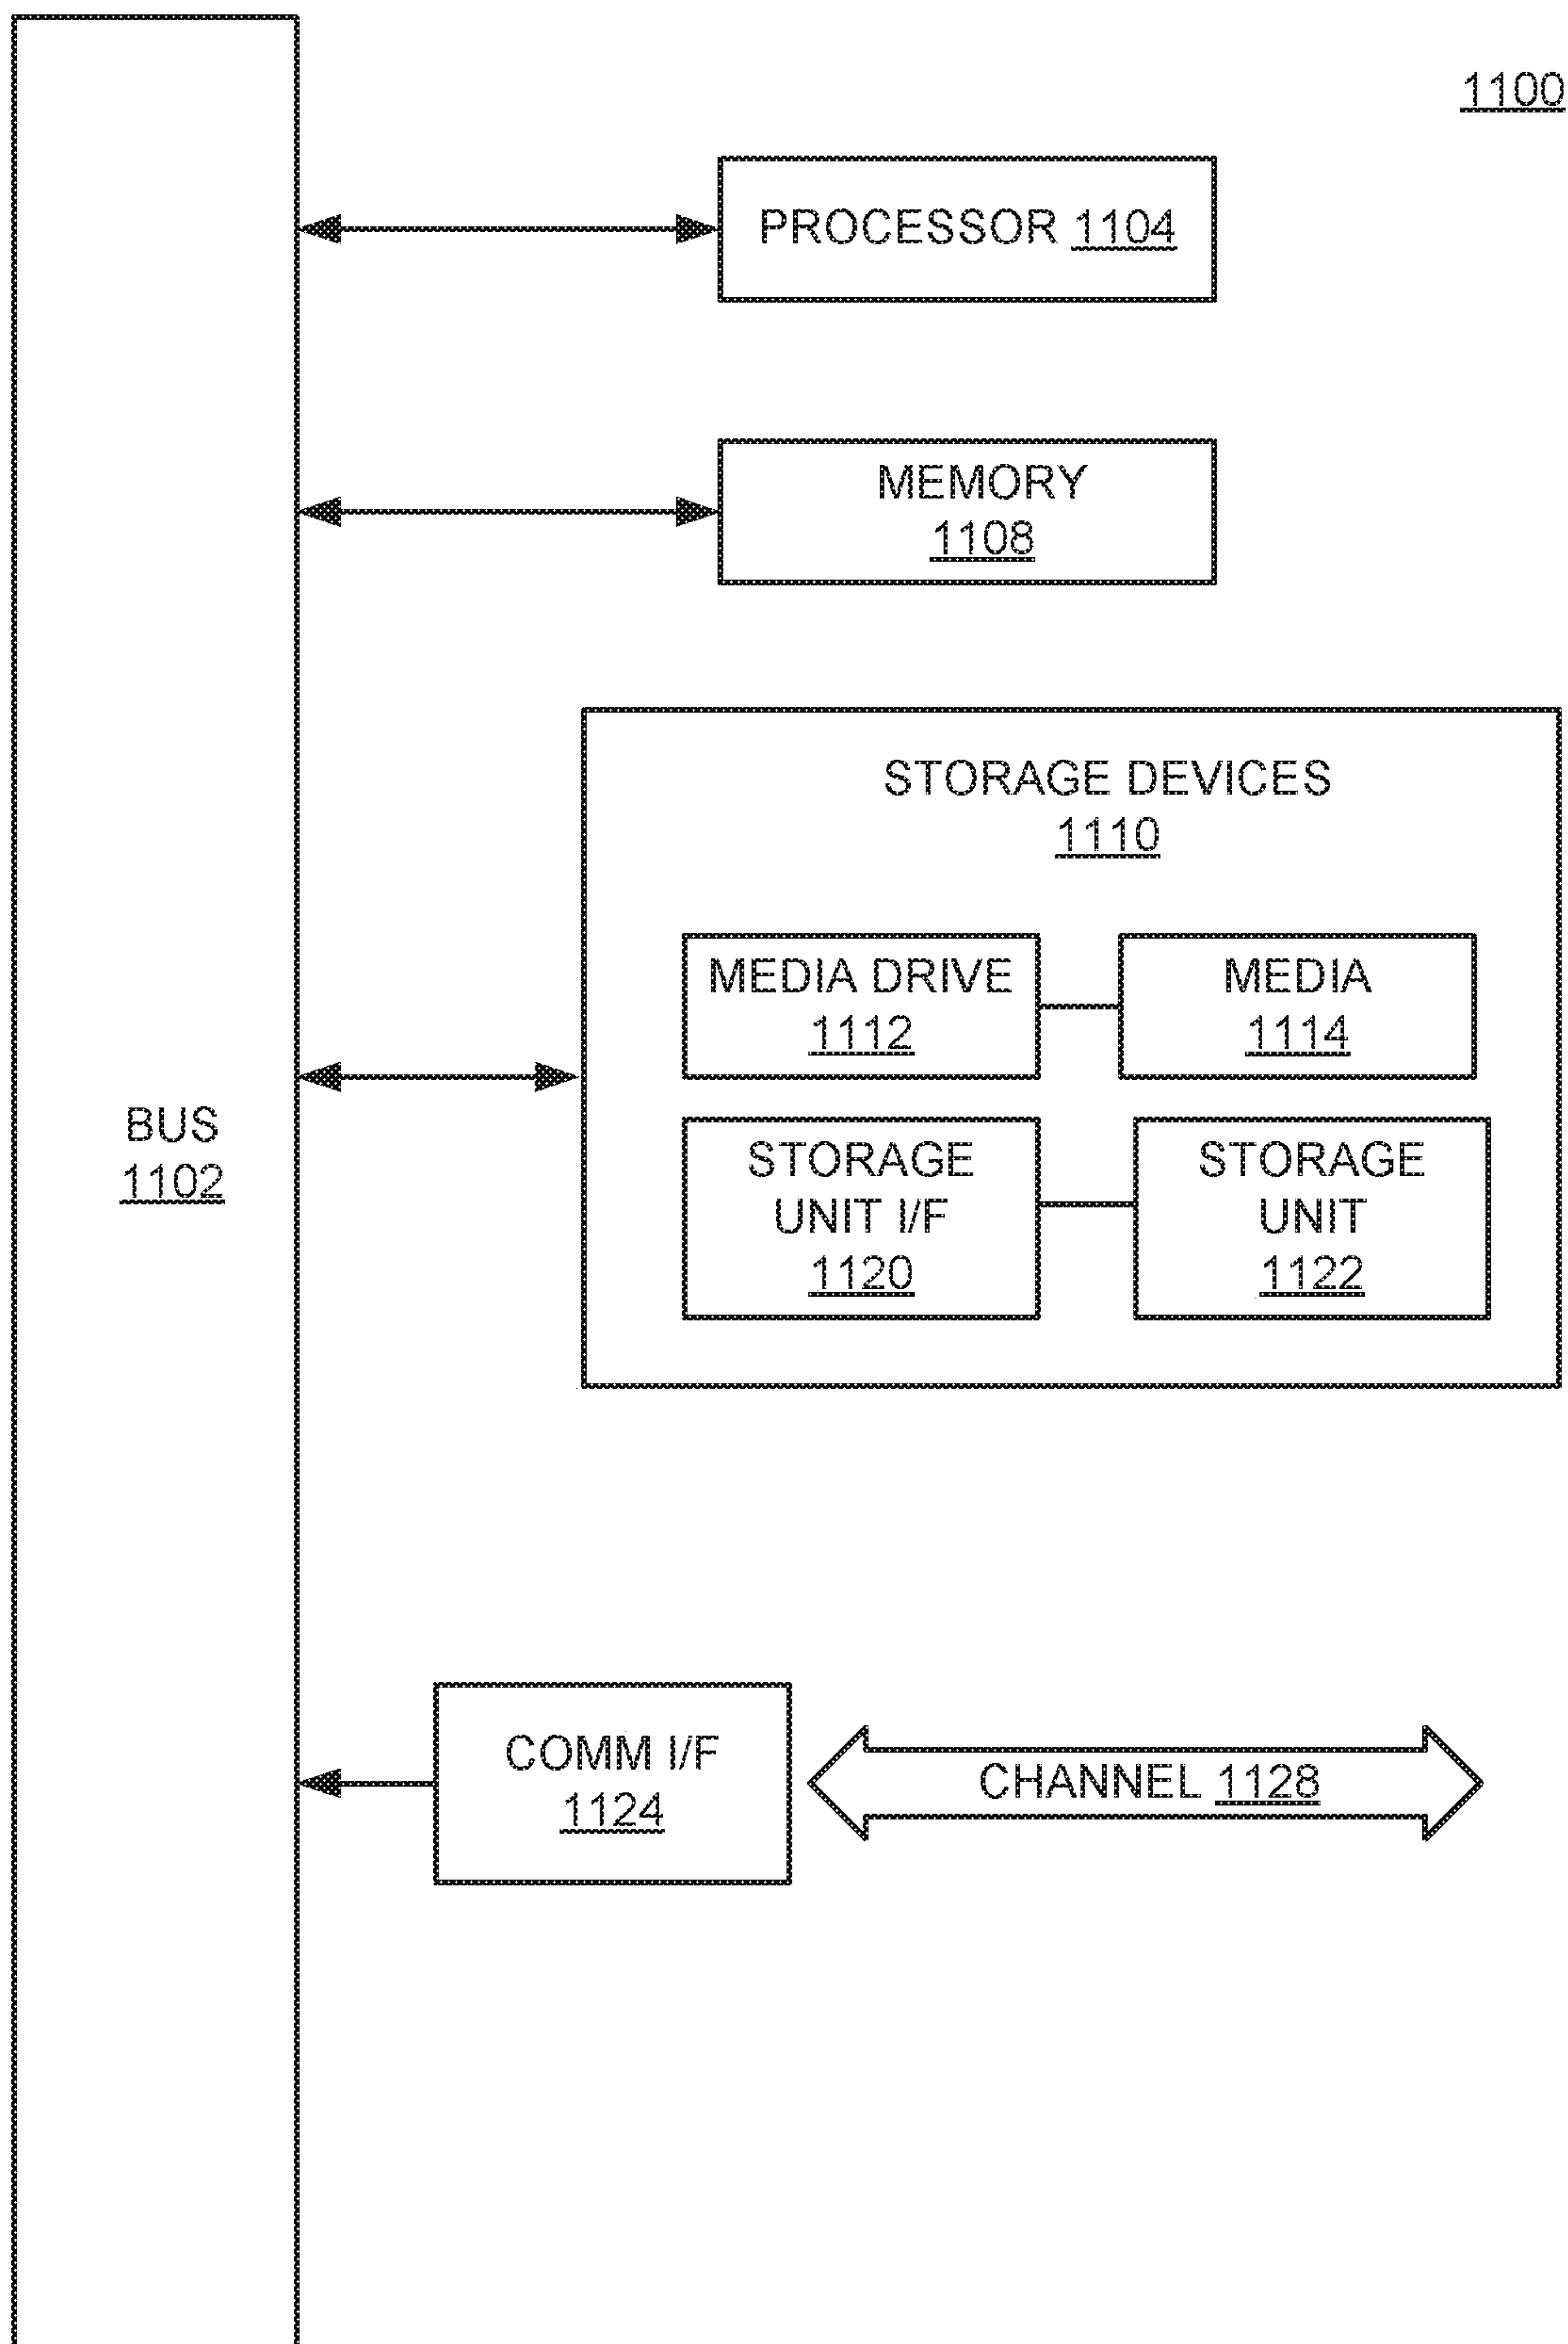 1100
PROCESSOR 1104
MEMORY
1108
STORAGE DEVICES
1110
MEDIA DRIVE
1112
MEDIA
1114
BUS
1102
STORAGE
UNIT I/F
1120
STORAGE
UNIT
1122
COMM I/F
1124
CHANNEL 1128